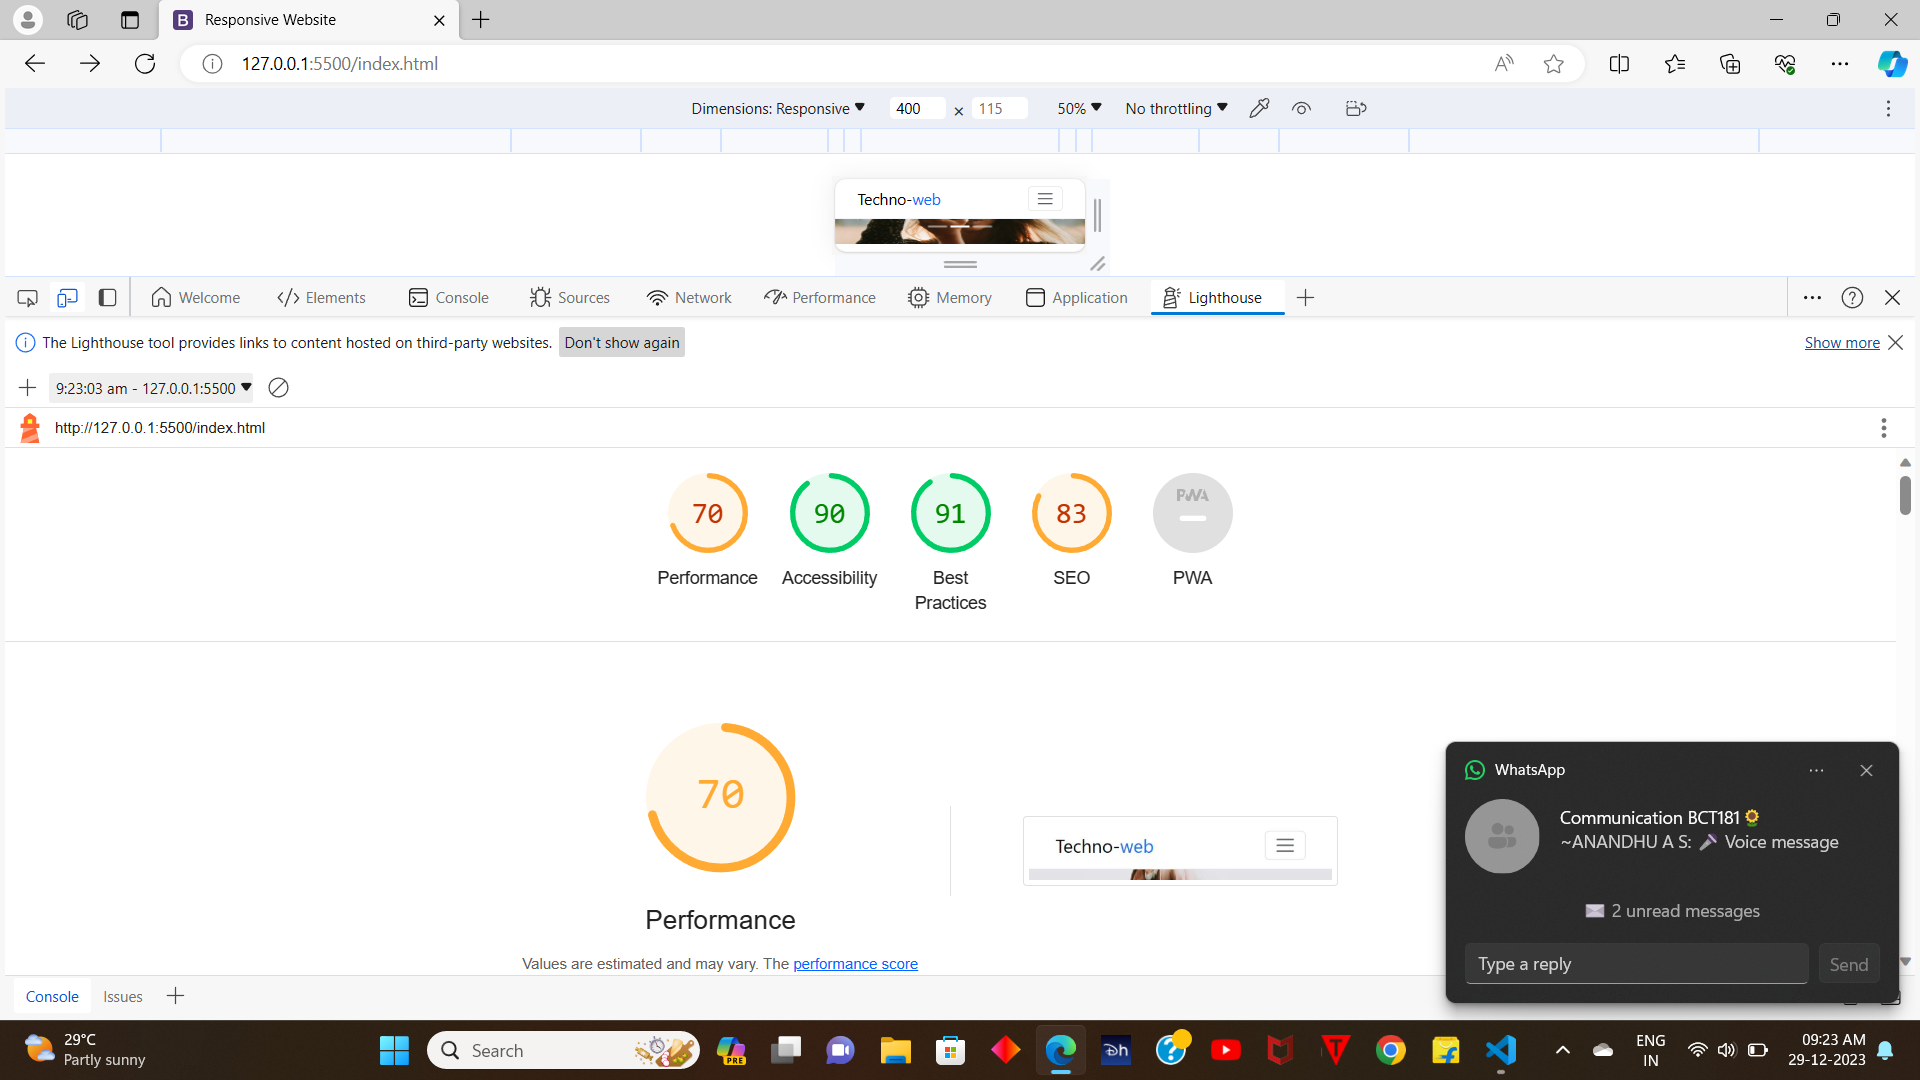 Responsive Website
127.0.0.1:5500/index.html
Dimensions: Responsive
400
×
115
50%
No throttling
Techno-web
Welcome
Elements
Console
Sources
Network
Performance
Memory
Application
Lighthouse
The Lighthouse tool provides links to content hosted on third-party websites.
Don't show again
Show more
9:23:03 am - 127.0.0.1:5500
http://127.0.0.1:5500/index.html
70
90
91
83
PWA
Performance
Accessibility
Best
Practices
SEO
PWA
70
Performance
Values are estimated and may vary. The performance score
Techno-web
WhatsApp
Communication BCT181🌻
~ANANDHU A S: 🎤 Voice message
✉️ 2 unread messages
Type a reply
Send
Console
Issues
29°C
Partly sunny
Search
PRE
Dh
ENG
IN
09:23 AM
29-12-2023